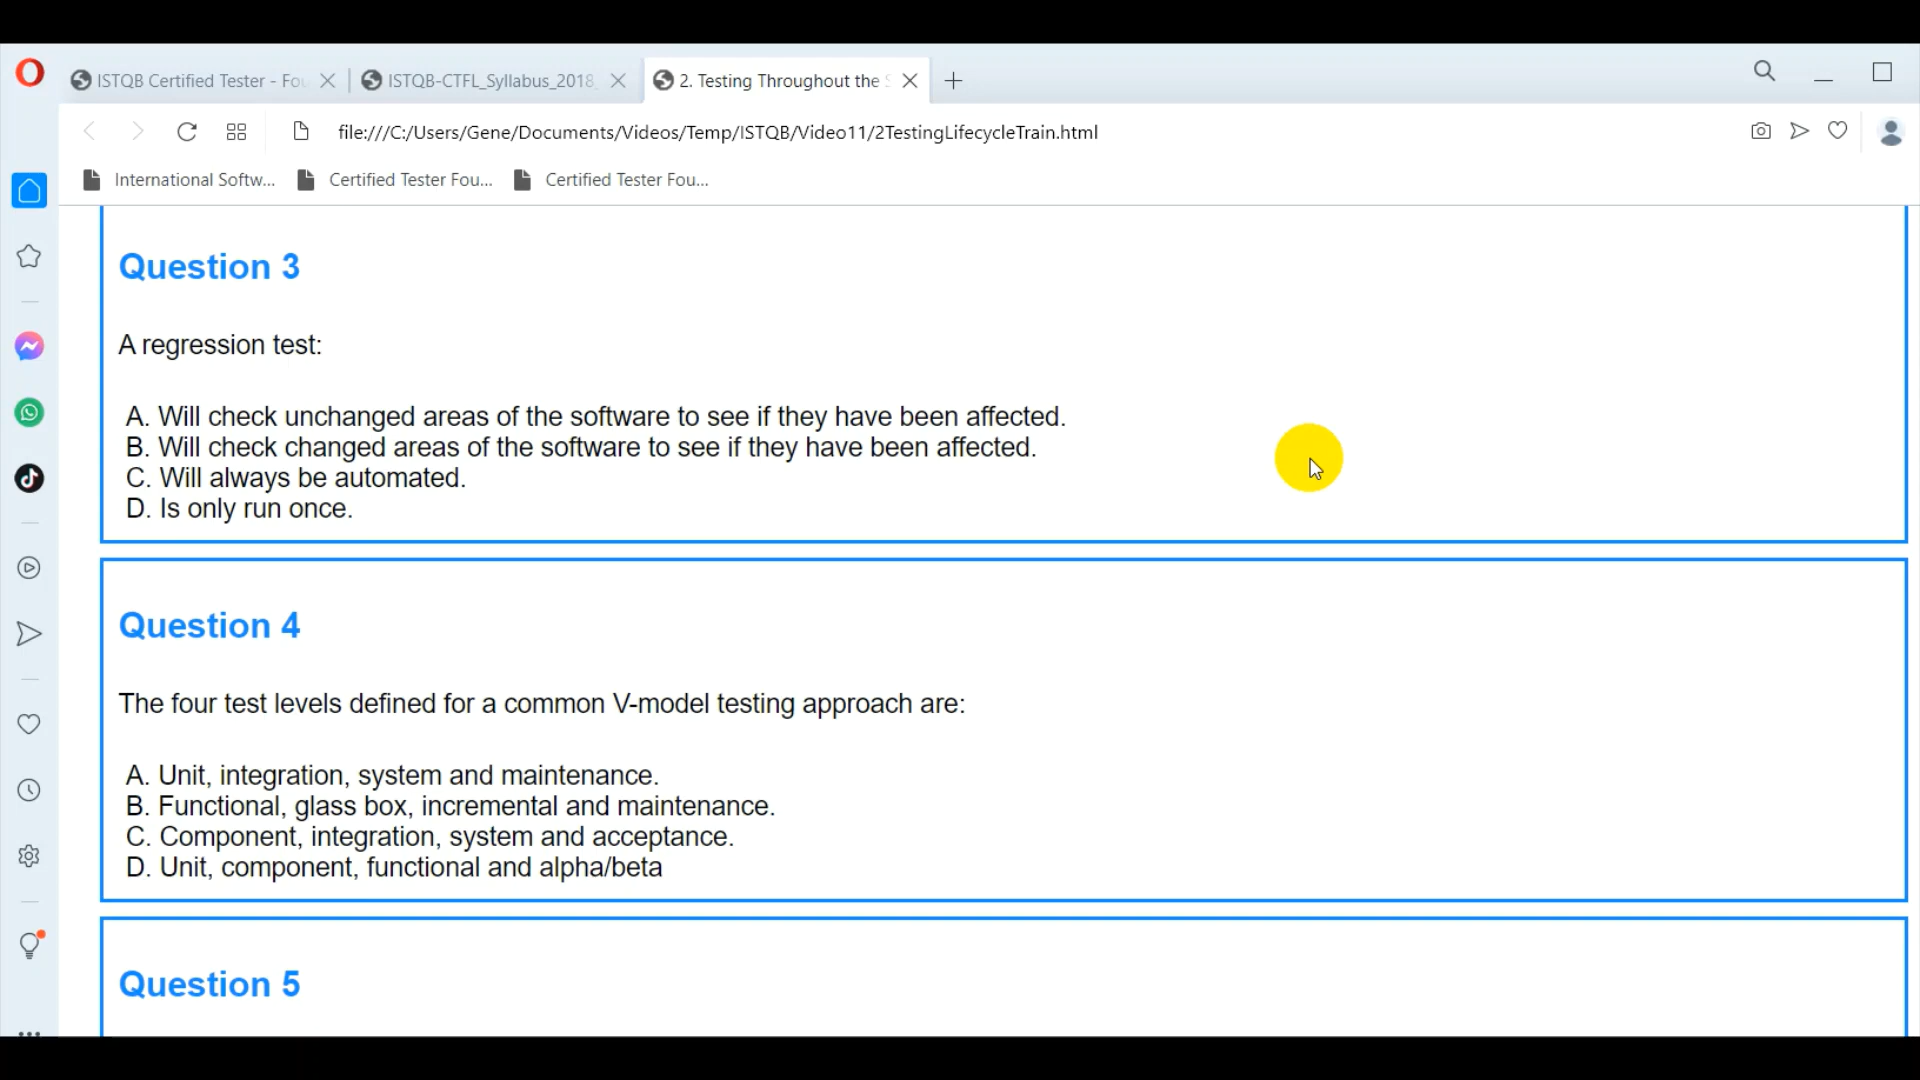 ISTQB Certified Tester - Fou
ISTQB-CTFL_Syllabus_2018_
2. Testing Throughout the S
file:///C:/Users/Gene/Documents/Videos/Temp/ISTQB/Video11/2TestingLifecycleTrain.html
International Softw...
Certified Tester Fou...
Certified Tester Fou...
Question 3
A regression test:
A. Will check unchanged areas of the software to see if they have been affected.
B. Will check changed areas of the software to see if they have been affected.
C. Will always be automated.
D. Is only run once.
Question 4
The four test levels defined for a common V-model testing approach are:
A. Unit, integration, system and maintenance.
B. Functional, glass box, incremental and maintenance.
C. Component, integration, system and acceptance.
D. Unit, component, functional and alpha/beta
Question 5